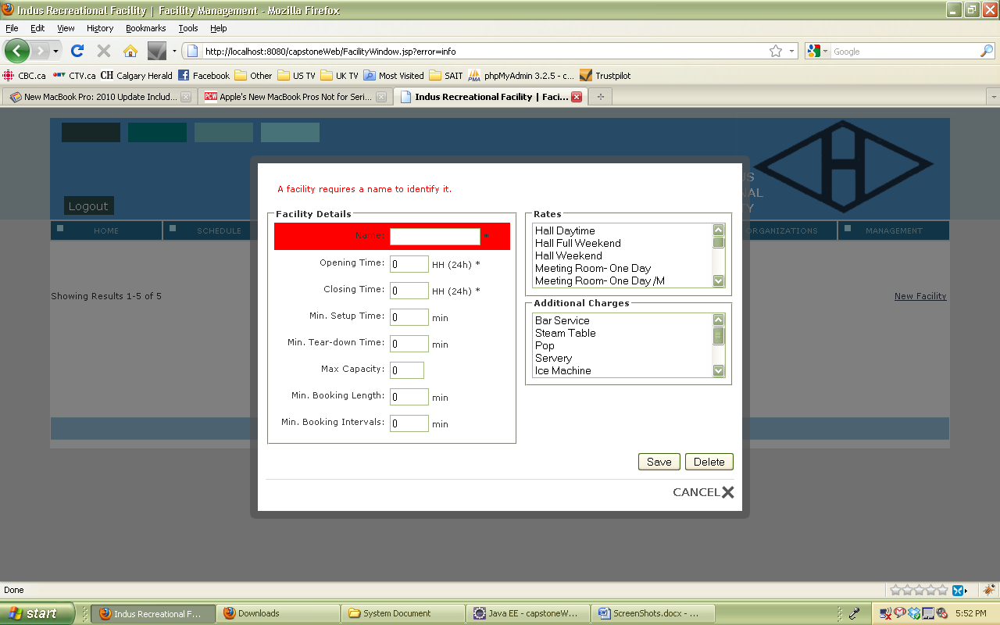 Indus Recreational Facility | Facility Management - Mozilla Firefox
File Edit View History Bookmarks Tools Help
http://localhost:8080/capstoneWeb/FacilityWindow.jsp?error=info
Google
CBC.ca CTV.ca CH Calgary Herald Facebook Other US TV UK TV Most Visited SAIT PMA phpMyAdmin 3.2.5 - c... Trustpilot
New MacBook Pro: 2010 Update Includ... PCW Apple's New MacBook Pros Not for Seri... Indus Recreational Facility | Faci...
Logout
HOME SCHEDULE ORGANIZATIONS MANAGEMENT
Showing Results 1-5 of 5
New Facility
A facility requires a name to identify it.
Facility Details
Name: *
Opening Time: 0 HH (24h) *
Closing Time: 0 HH (24h) *
Min. Setup Time: 0 min
Min. Tear-down Time: 0 min
Max Capacity: 0
Min. Booking Length: 0 min
Min. Booking Intervals: 0 min
Rates
Hall Daytime
Hall Full Weekend
Hall Weekend
Meeting Room- One Day
Meeting Room- One Day /M
Additional Charges
Bar Service
Steam Table
Pop
Servery
Ice Machine
Save Delete
CANCEL
Done
start Indus Recreational F... Downloads System Document Java EE - capstoneW... ScreenShots.docx - ... 5:52 PM